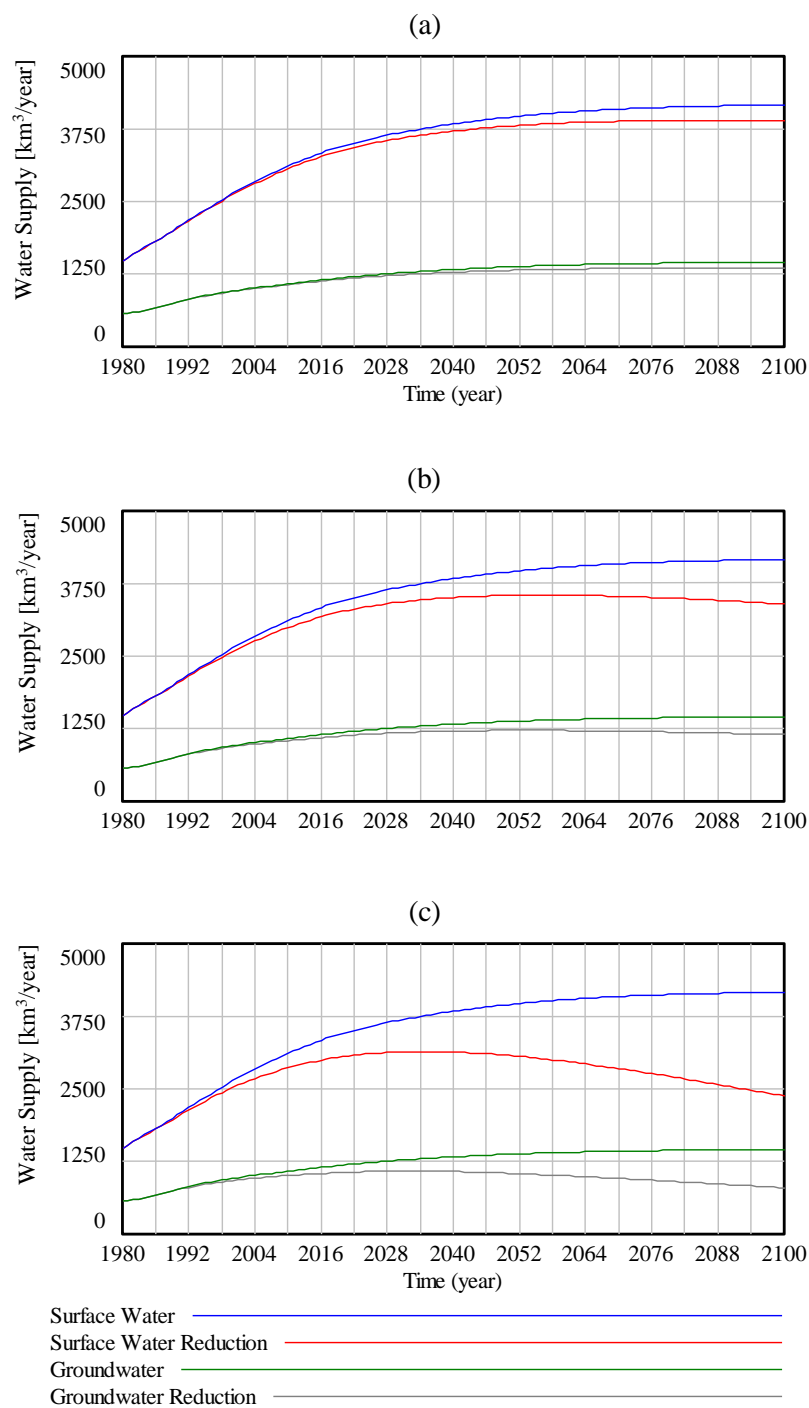 (a)
Water Supply [km³/year]
5000
3750
2500
1250
0
1980 1992 2004 2016 2028 2040 2052 2064 2076 2088 2100
Time (year)
(b)
Water Supply [km³/year]
5000
3750
2500
1250
0
1980 1992 2004 2016 2028 2040 2052 2064 2076 2088 2100
(c)
Water Supply [km³/year]
5000
3750
2500
1250
0
1980 1992 2004 2016 2028 2040 2052 2064 2076 2088 2100
Time (year)
Surface Water
Surface Water Reduction
Groundwater
Groundwater Reduction